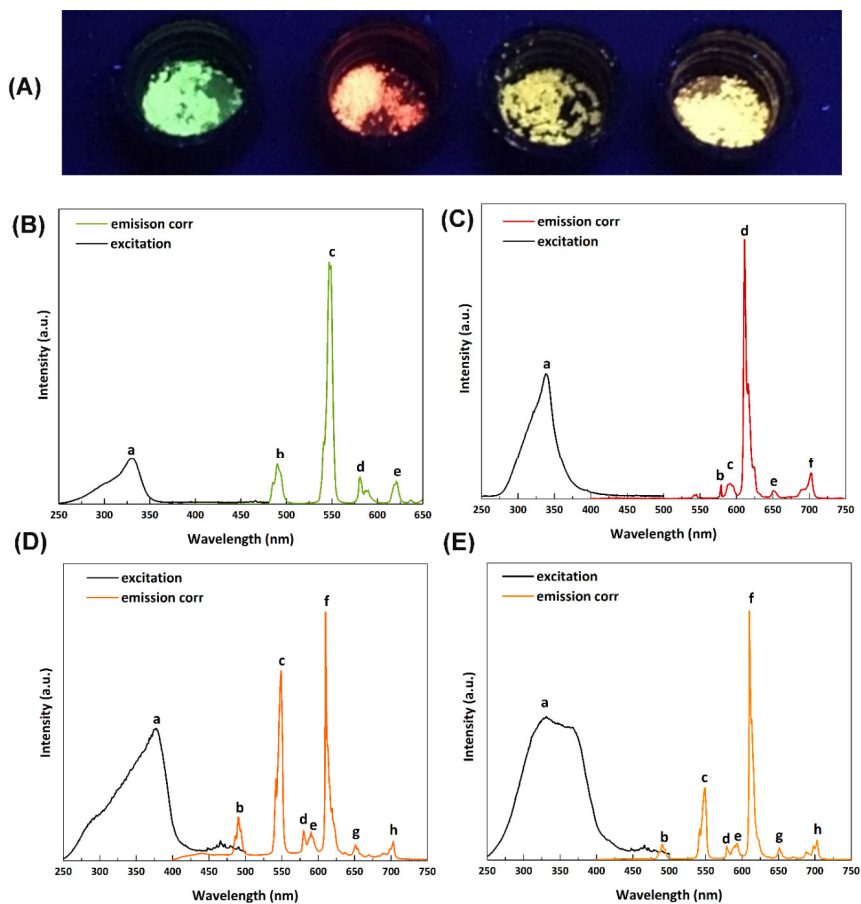 (A)
(B)
emisison corr
excitation
a
b
c
d
e
Intensity (a.u.)
250 300 350 400 450 500 550 600 650
Wavelength (nm)
(C)
emission corr
excitation
a
b
c
d
e
f
Intensity (a.u.)
250 300 350 400 450 500 550 600 650 700 750
Wavelength (nm)
(D)
excitation
emission corr
a
b
c
d
e
f
g
h
Intensity (a.u.)
250 300 350 400 450 500 550 600 650 700 750
Wavelength (nm)
(E)
excitation
emission corr
a
b
c
d
e
f
g
h
Intensity (a.u.)
250 300 350 400 450 500 550 600 650 700 750
Wavelength (nm)